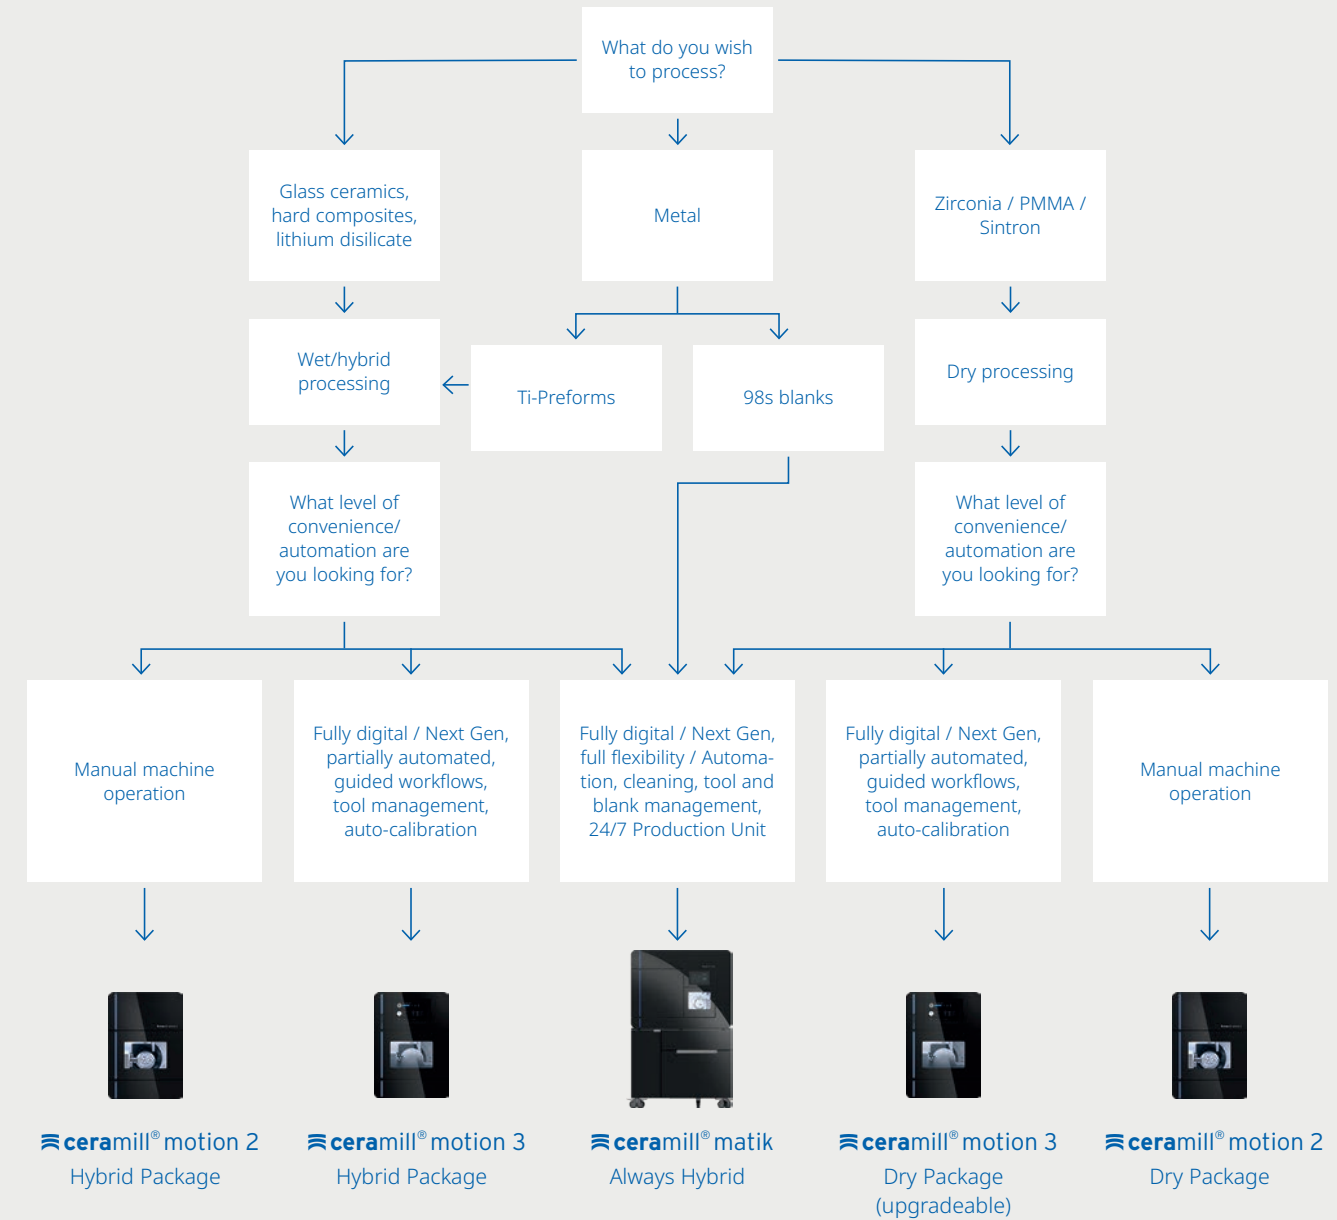 What do you wish
to process?
Glass ceramics,
hard composites,
lithium disilicate
Metal
Zirconia / PMMA /
Sintron
Wet/hybrid
processing
Ti-Preforms
98s blanks
Dry processing
What level of
convenience/
automation are
you looking for?
What level of
convenience/
automation are
you looking for?
Manual machine
operation
Fully digital / Next Gen,
partially automated,
guided workflows,
tool management,
auto-calibration
Fully digital / Next Gen,
full flexibility / Automa-
tion, cleaning, tool and
blank management,
24/7 Production Unit
Fully digital / Next Gen,
partially automated,
guided workflows,
tool management,
auto-calibration
Manual machine
operation
ceramill® motion 2
Hybrid Package
ceramill® motion 3
Hybrid Package
ceramill® matik
Always Hybrid
ceramill® motion 3
Dry Package
(upgradeable)
ceramill® motion 2
Dry Package